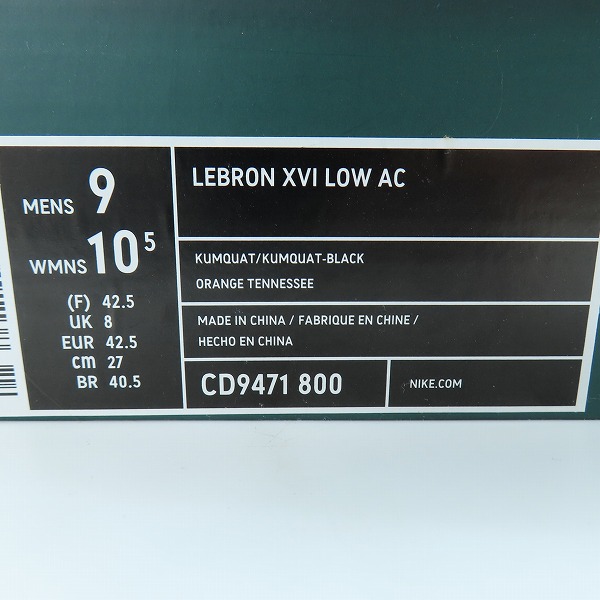 MENS 9
WMNS 10 5
(F) 42.5
UK 8
EUR 42.5
cm 27
BR 40.5
LEBRON XVI LOW AC
KUMQUAT/KUMQUAT-BLACK
ORANGE TENNESSEE
MADE IN CHINA / FABRIQUE EN CHINE /
HECHO EN CHINA
CD9471 800
NIKE.COM